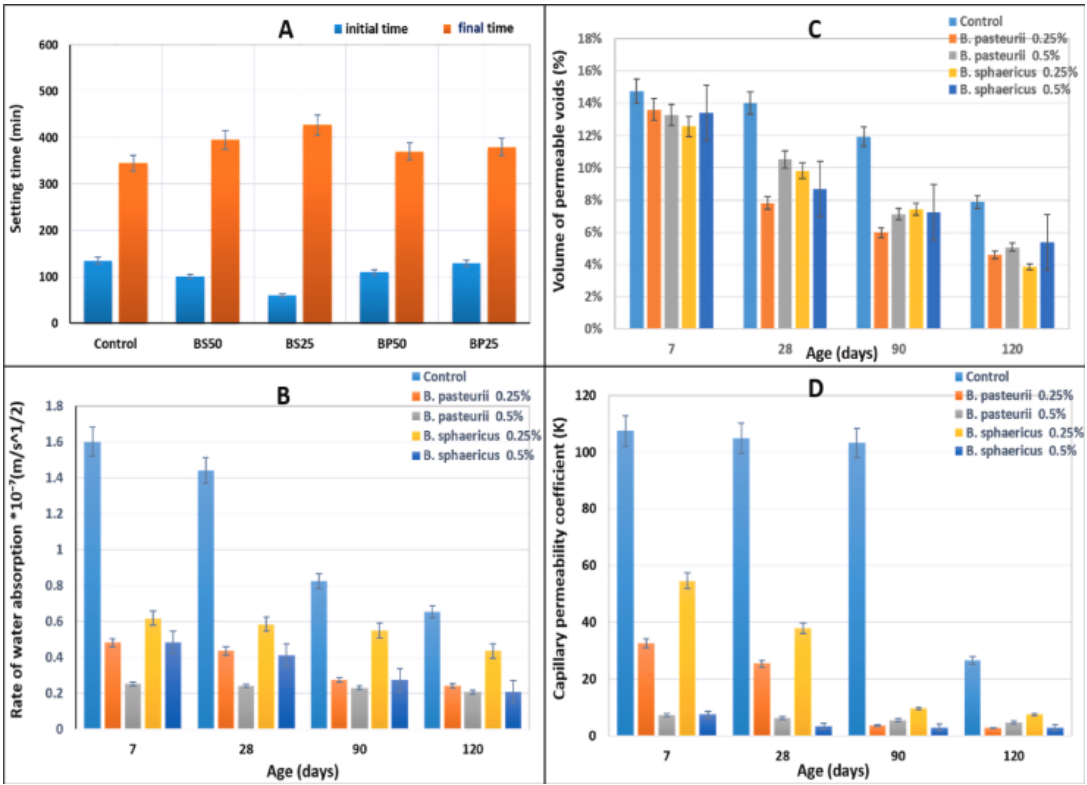 A
initial time
final time
Setting time (min)
600
500
400
300
200
100
0
Control
BS50
BS25
BP50
BP25
C
Control
B. pasteurii 0.25%
B. pasteurii 0.5%
B. sphaericus 0.25%
B. sphaericus 0.5%
Volume of permeable voids (%)
18%
16%
14%
12%
10%
8%
6%
4%
2%
0%
7
28
90
120
Age (days)
B
Control
B. pasteurii 0.25%
B. pasteurii 0.5%
B. sphaericus 0.25%
B. sphaericus 0.5%
Rate of water absorption *10⁻⁷(m/s^1/2)
1.8
1.6
1.4
1.2
1
0.8
0.6
0.4
0.2
0
7
28
90
120
Age (days)
D
Control
B. pasteurii 0.25%
B. pasteurii 0.5%
B. sphaericus 0.25%
B. sphaericus 0.5%
Capillary permeability coefficient (K)
120
100
80
60
40
20
0
7
28
90
120
Age (days)